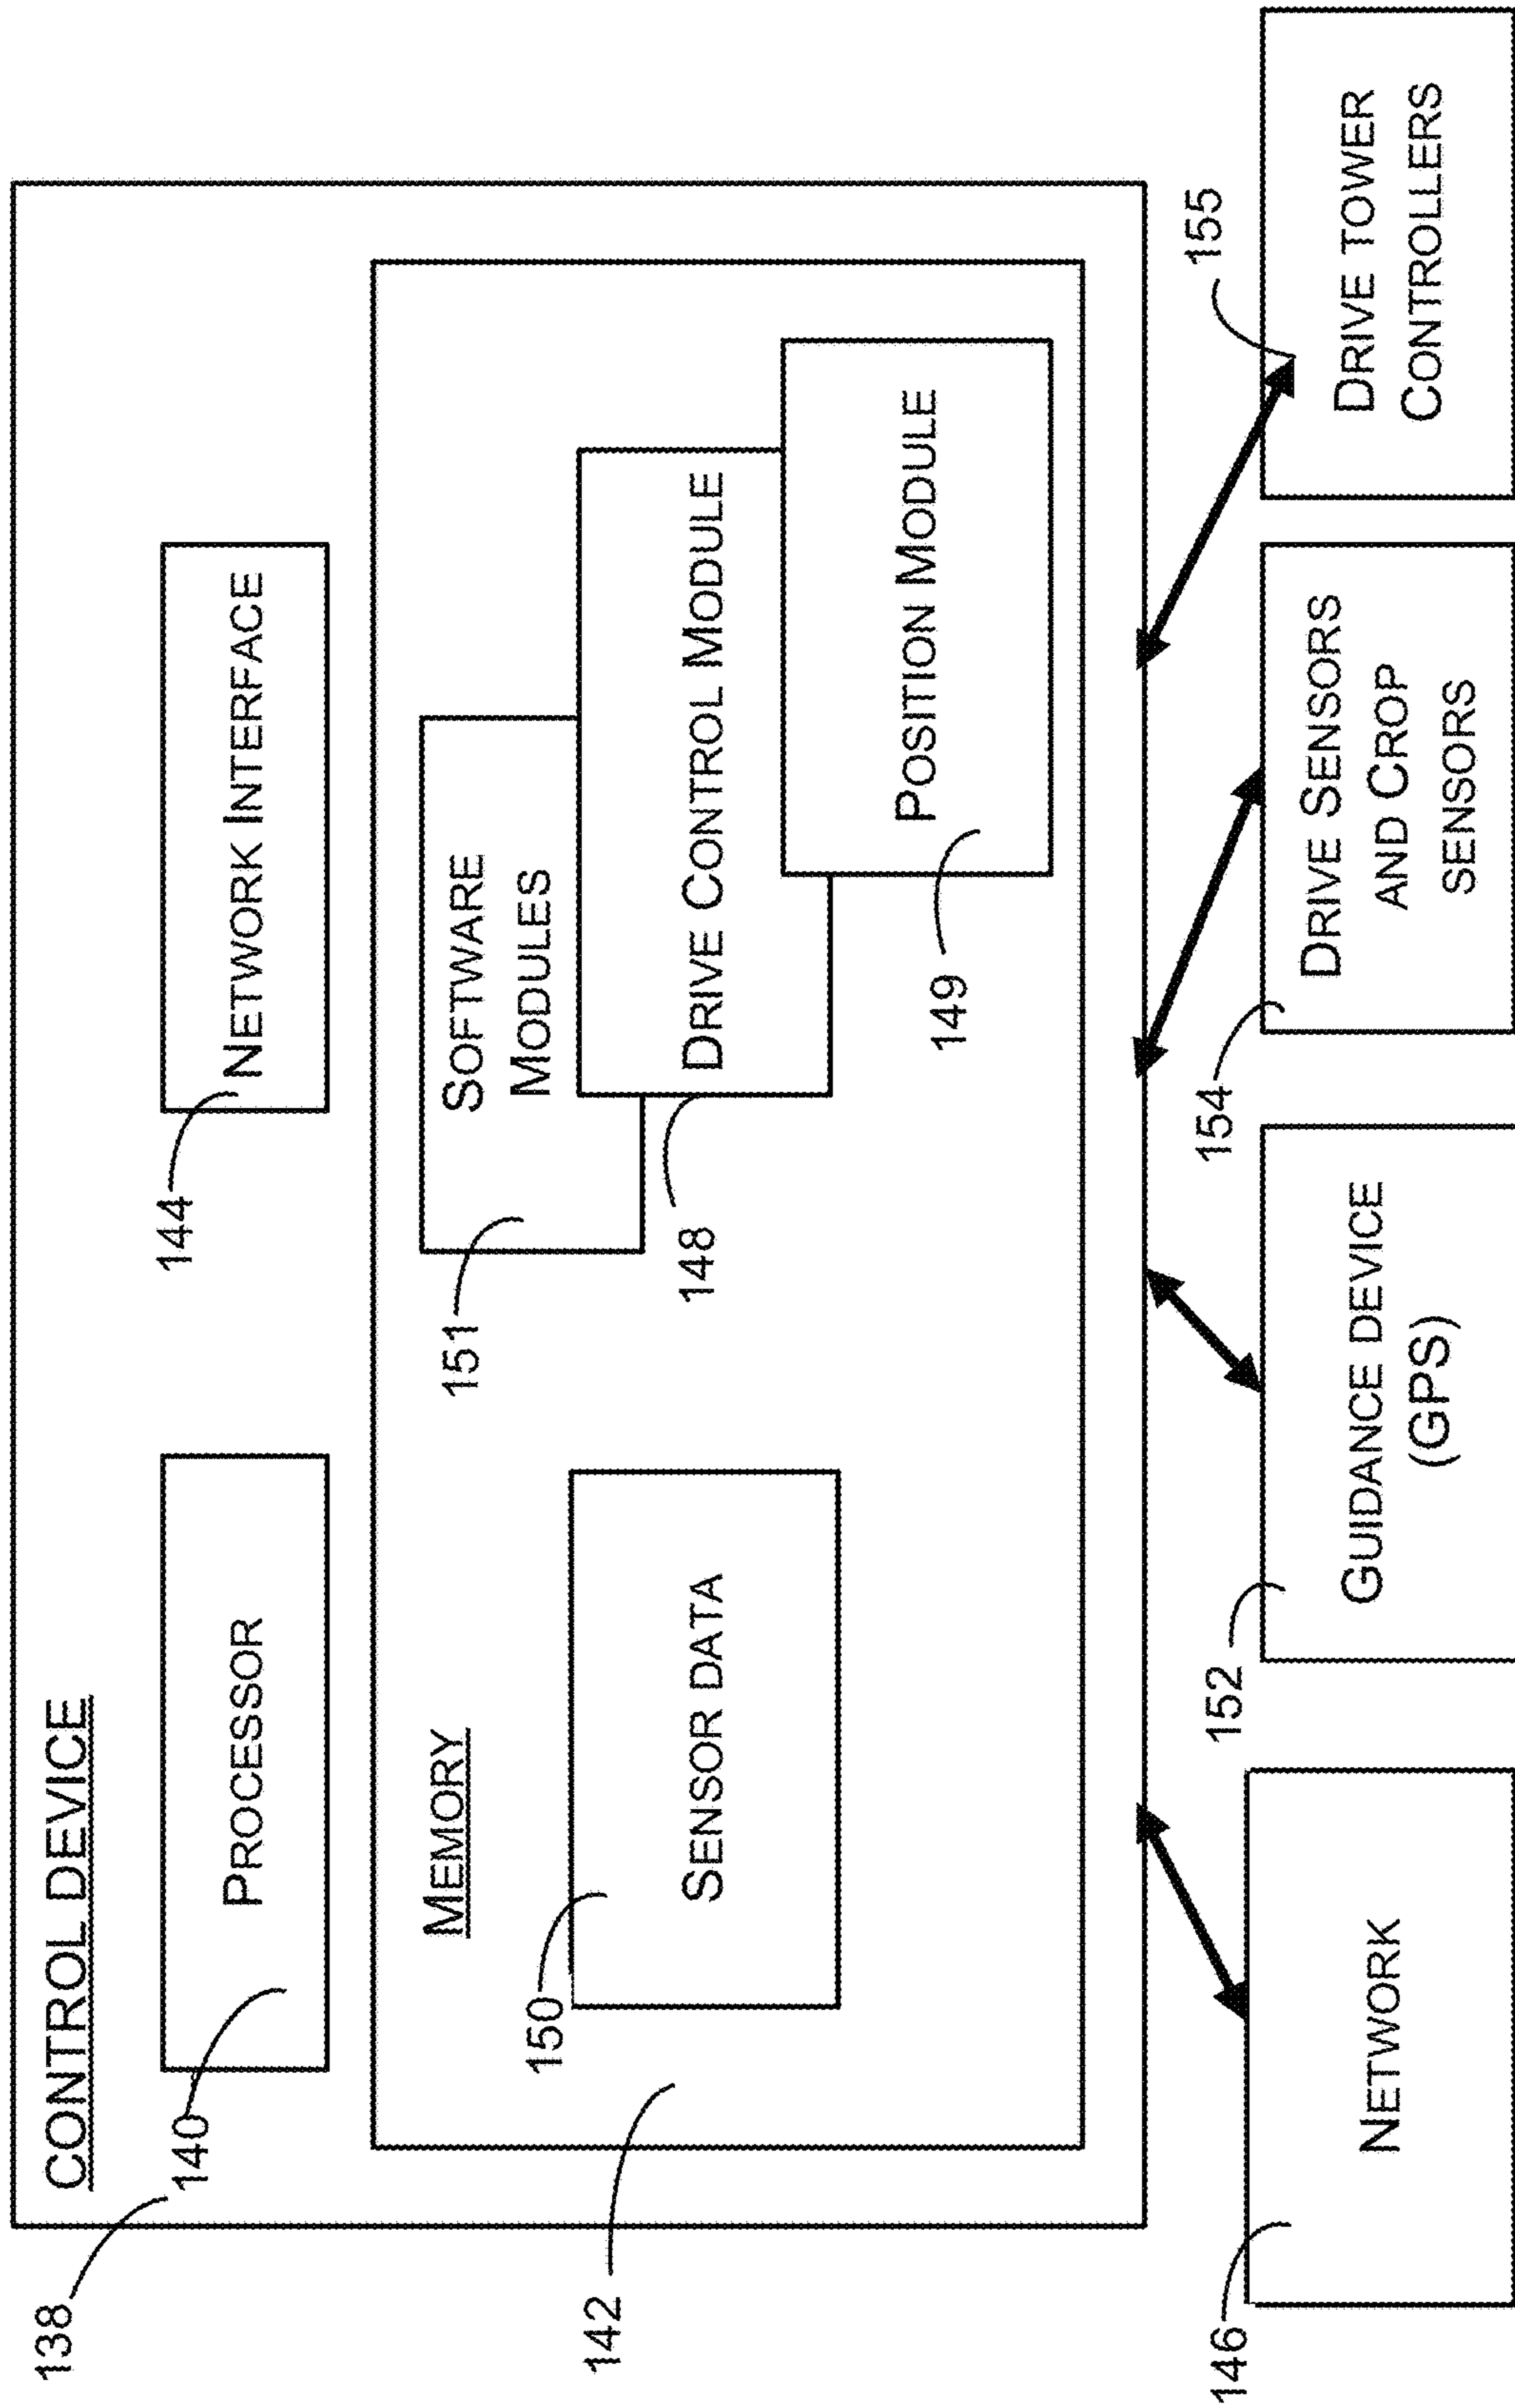 138
CONTROL DEVICE
140
PROCESSOR
144
NETWORK INTERFACE
142
MEMORY
150
SENSOR DATA
151
SOFTWARE
MODULES
148
DRIVE CONTROL MODULE
149
POSITION MODULE
146
NETWORK
152
GUIDANCE DEVICE
(GPS)
154
DRIVE SENSORS
AND CROP
SENSORS
155
DRIVE TOWER
CONTROLLERS